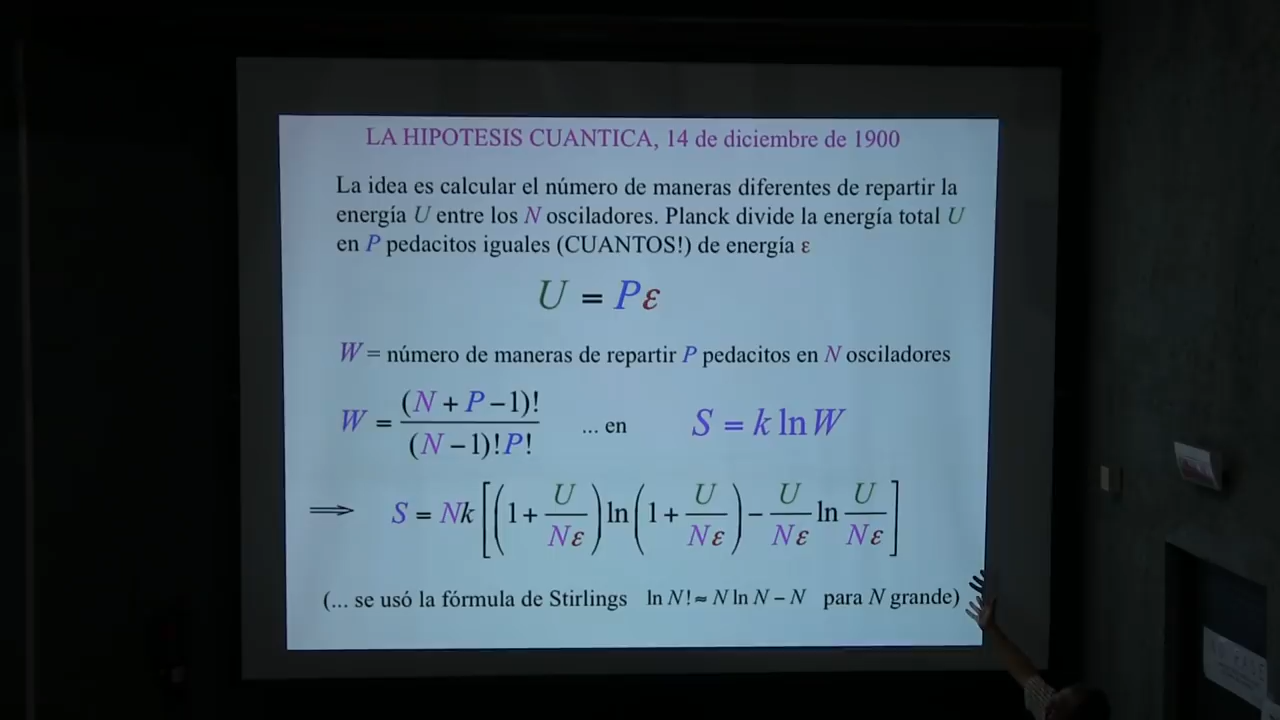 LA HIPOTESIS CUANTICA, 14 de diciembre de 1900
La idea es calcular el número de maneras diferentes de repartir la
energía U entre los N osciladores. Planck divide la energía total U
en P pedacitos iguales (CUANTOS!) de energía ε
U = Pε
W = número de maneras de repartir P pedacitos en N osciladores
W = (N + P − 1)! / (N − 1)! P! ... en S = k ln W
⟹ S = Nk [(1 + U/Nε) ln (1 + U/Nε) − U/Nε ln U/Nε]
(... se usó la fórmula de Stirlings ln N! ≈ N ln N − N para N grande)